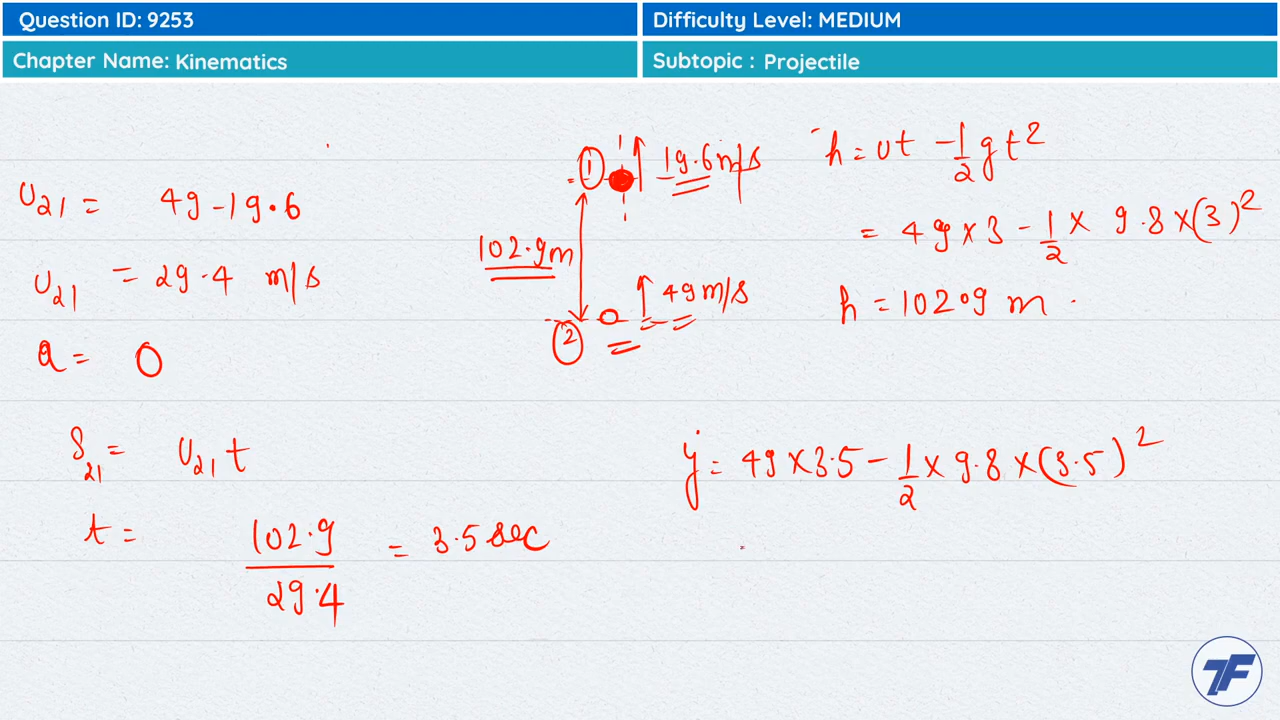 Question ID: 9253
Difficulty Level: MEDIUM
Chapter Name: Kinematics
Subtopic : Projectile
u21 = 49 - 19.6
u21 = 29.4 m/s
a = 0
S21 = u21 t
t = 102.9 / 29.4 = 3.5 sec
1
19.6 m/s
102.9m
49 m/s
2
h = ut - 1/2 g t^2
= 49 x 3 - 1/2 x 9.8 x (3)^2
h = 102.9 m
y = 49 x 3.5 - 1/2 x 9.8 x (3.5)^2
TF